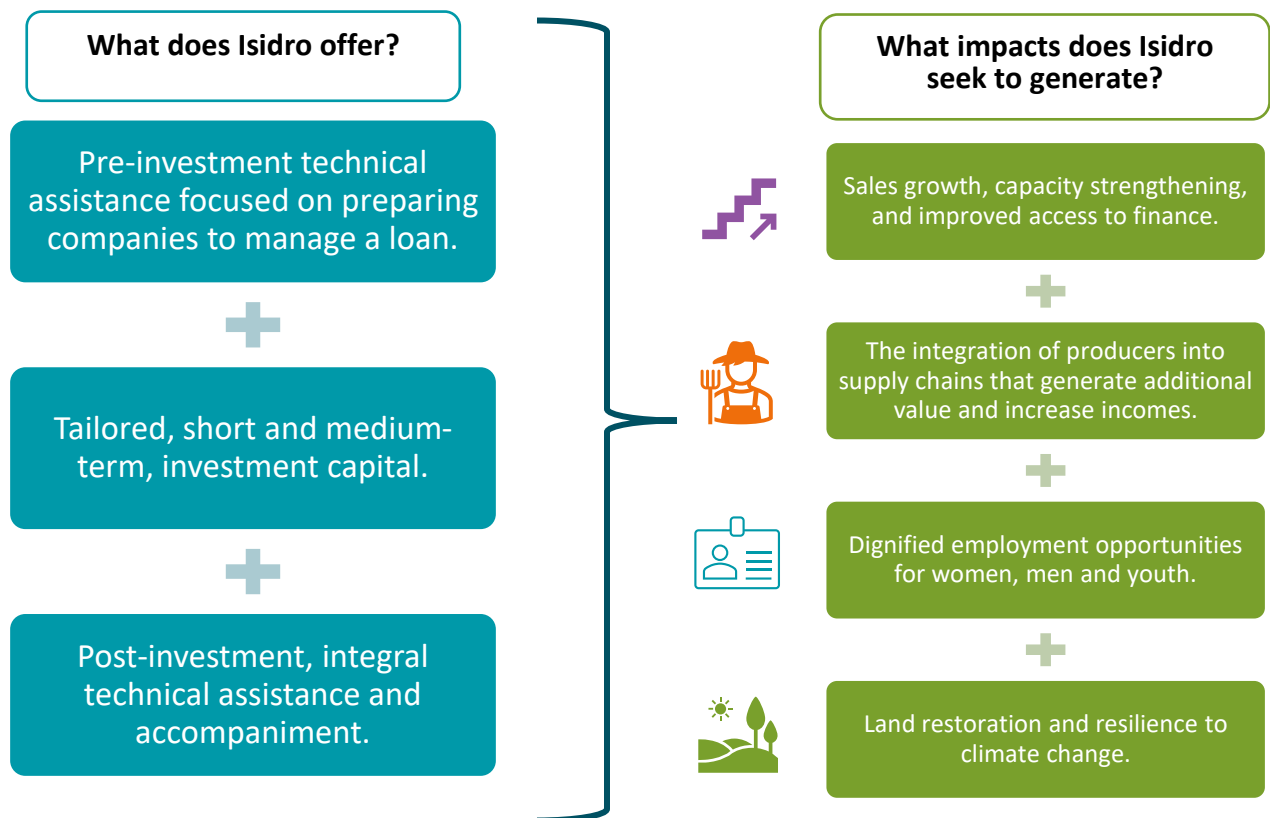 What does Isidro offer?
Pre-investment technical
assistance focused on preparing
companies to manage a loan.
Tailored, short and medium-
term, investment capital.
Post-investment, integral
technical assistance and
accompaniment.
What impacts does Isidro
seek to generate?
Sales growth, capacity strengthening,
and improved access to finance.
The integration of producers into
supply chains that generate additional
value and increase incomes.
Dignified employment opportunities
for women, men and youth.
Land restoration and resilience to
climate change.